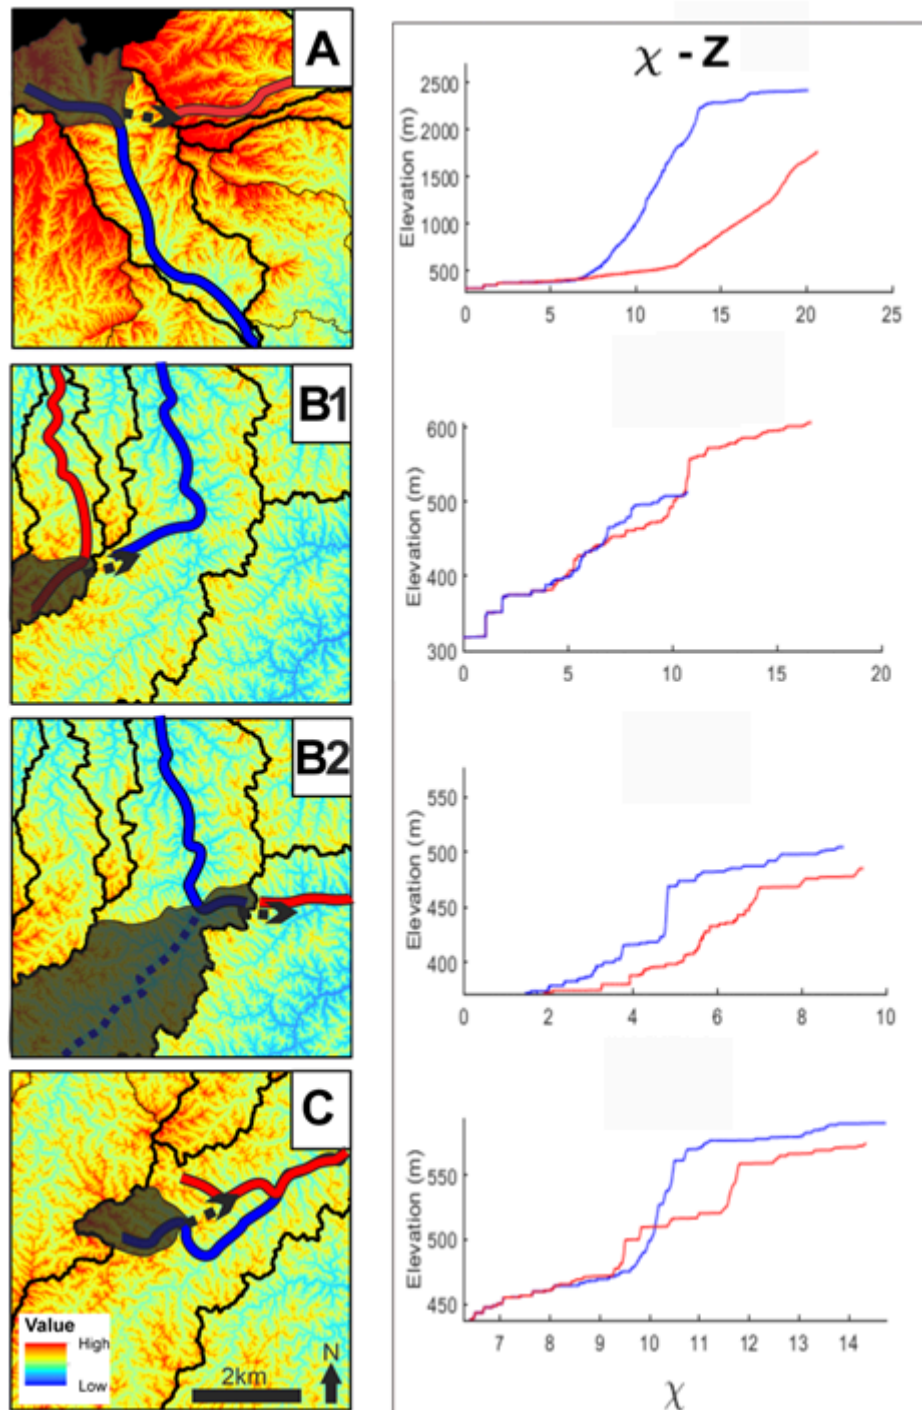 A
χ - Z
Elevation (m)
2500
2000
1500
1000
500
0 5 10 15 20 25
B1
Elevation (m)
600
500
400
300
0 5 10 15 20
B2
Elevation (m)
550
500
450
400
0 2 4 6 8 10
C
Value
High
Low
2km
N
Elevation (m)
550
500
450
7 8 9 10 11 12 13 14
χ